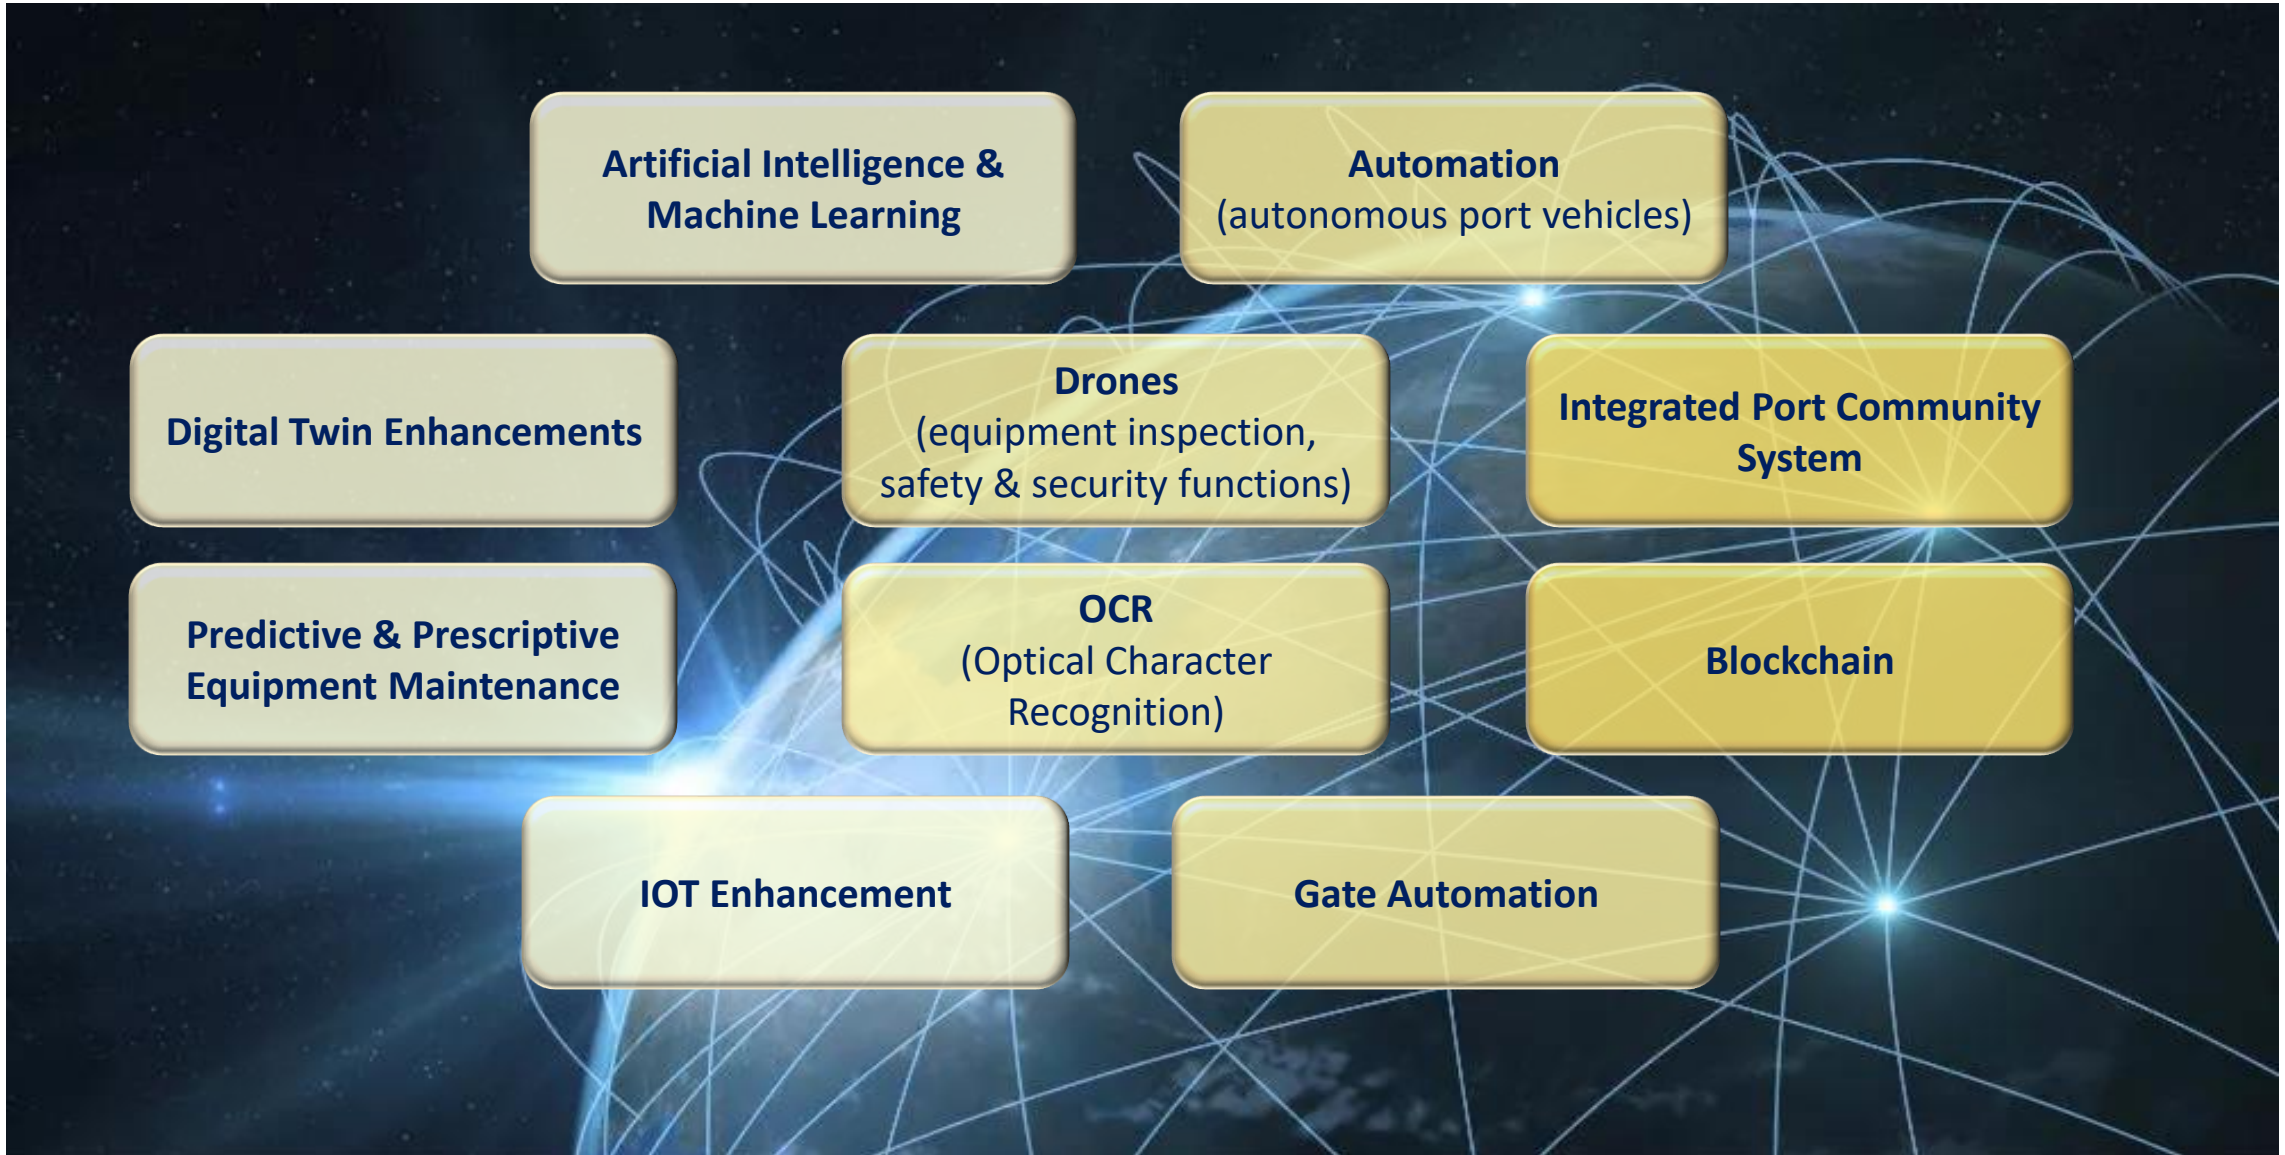 Artificial Intelligence &
Machine Learning
Automation
(autonomous port vehicles)
Digital Twin Enhancements
Drones
(equipment inspection,
safety & security functions)
Integrated Port Community
System
Predictive & Prescriptive
Equipment Maintenance
OCR
(Optical Character
Recognition)
Blockchain
IOT Enhancement
Gate Automation